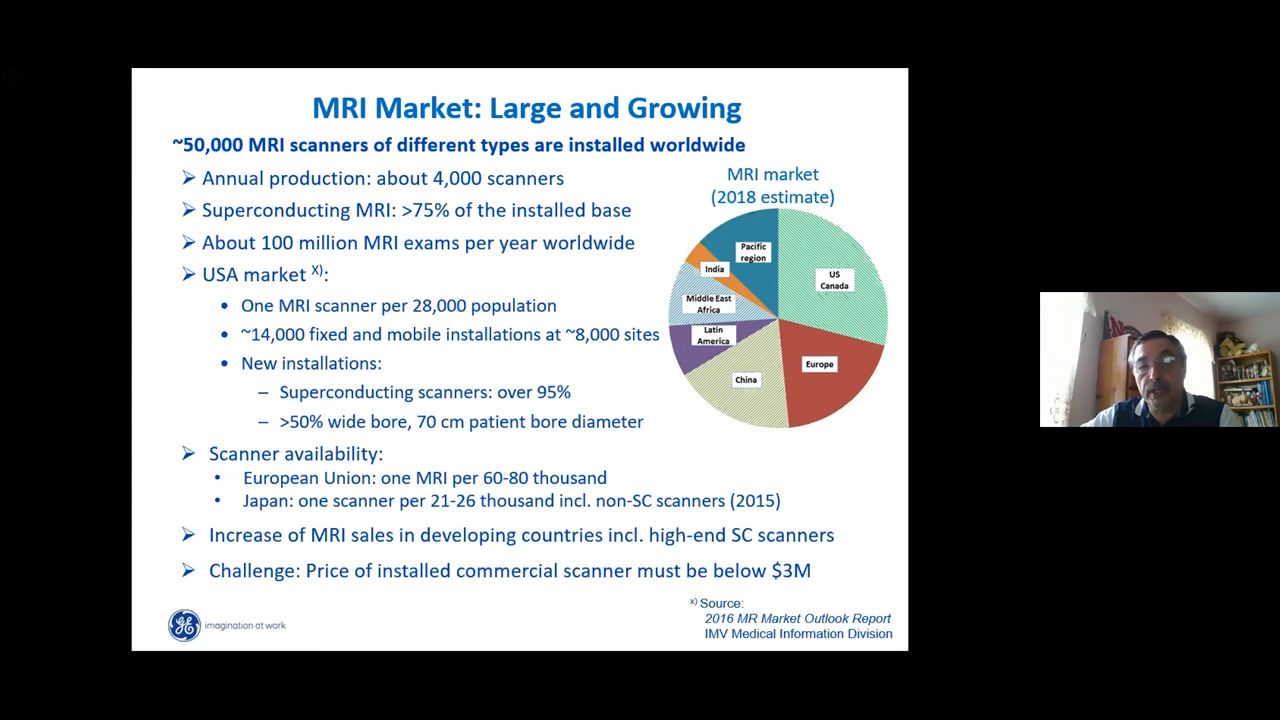 MRI Market: Large and Growing
~50,000 MRI scanners of different types are installed worldwide
➢ Annual production: about 4,000 scanners
➢ Superconducting MRI: >75% of the installed base
➢ About 100 million MRI exams per year worldwide
➢ USA market X):
• One MRI scanner per 28,000 population
• ~14,000 fixed and mobile installations at ~8,000 sites
• New installations:
– Superconducting scanners: over 95%
– >50% wide bore, 70 cm patient bore diameter
➢ Scanner availability:
• European Union: one MRI per 60-80 thousand
• Japan: one scanner per 21-26 thousand incl. non-SC scanners (2015)
➢ Increase of MRI sales in developing countries incl. high-end SC scanners
➢ Challenge: Price of installed commercial scanner must be below $3M
MRI market
(2018 estimate)
Pacific
region
US
Canada
India
Middle East
Africa
Latin
America
Europe
China
GE imagination at work
x) Source:
2016 MR Market Outlook Report
IMV Medical Information Division